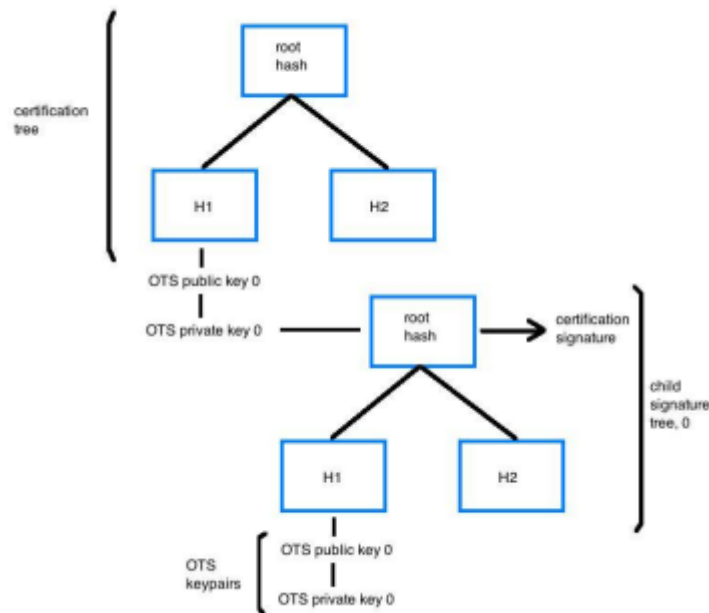 root
hash
certification
tree
H1
H2
OTS public key 0
OTS private key 0
root
hash
certification
signature
child
signature
tree, 0
H1
H2
OTS
keypairs
OTS public key 0
OTS private key 0